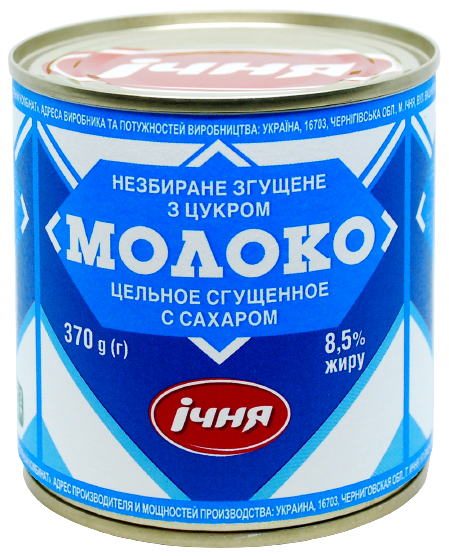 ічня
КОМБІНАТ», АДРЕСА ВИРОБНИКА ТА ПОТУЖНОСТЕЙ ВИРОБНИЦТВА: УКРАЇНА, 16703, ЧЕРНІГІВСЬКА ОБЛ., М. ІЧНЯ, ВУЛ.
НЕЗБИРАНЕ ЗГУЩЕНЕ
З ЦУКРОМ
МОЛОКО
ЦЕЛЬНОЕ СГУЩЕННОЕ
С САХАРОМ
370 g (г)
8,5%
жиру
ічня
АДРЕС ПРОИЗВОДИТЕЛЯ И МОЩНОСТЕЙ ПРОИЗВОДСТВА: УКРАИНА, 16703, ЧЕРНИГОВСКАЯ ОБЛ.,